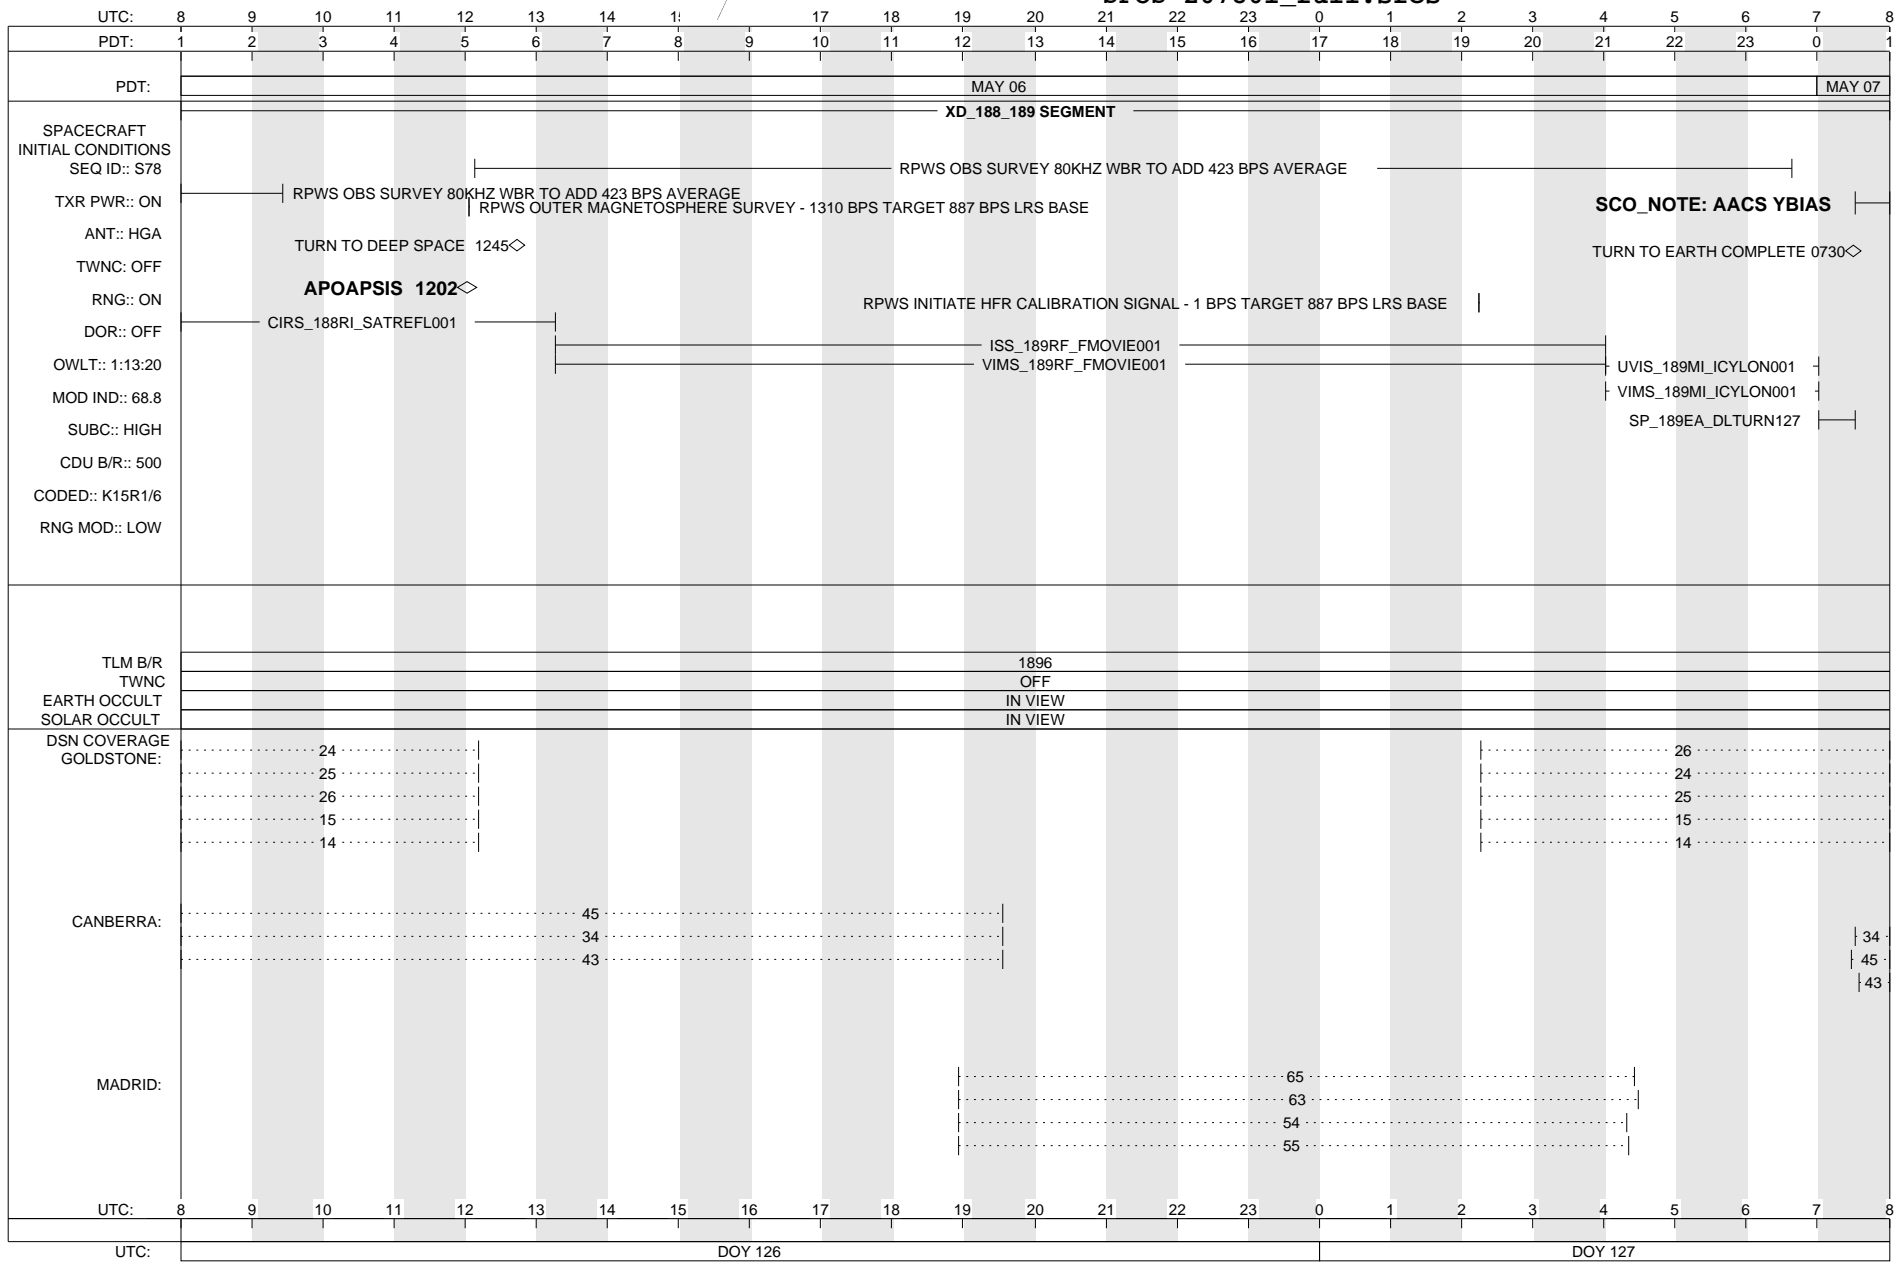 UTC: 8 9 10 11 12 13 14 17 18 19 20 21 22 23 0 1 2 3 4 5 6 7 8
PDT: 1 2 3 4 5 6 7 8 9 10 11 12 13 14 15 16 17 18 19 20 21 22 23 0 1
PDT: MAY 06 MAY 07
XD_188_189 SEGMENT
SPACECRAFT
INITIAL CONDITIONS
SEQ ID:: S78 RPWS OBS SURVEY 80KHZ WBR TO ADD 423 BPS AVERAGE
RPWS OBS SURVEY 80KHZ WBR TO ADD 423 BPS AVERAGE
TXR PWR:: ON RPWS OUTER MAGNETOSPHERE SURVEY - 1310 BPS TARGET 887 BPS LRS BASE SCO_NOTE: AACS YBIAS
ANT:: HGA
TURN TO DEEP SPACE 1245 TURN TO EARTH COMPLETE 0730
TWNC: OFF
APOAPSIS 1202
RNG:: ON RPWS INITIATE HFR CALIBRATION SIGNAL - 1 BPS TARGET 887 BPS LRS BASE
CIRS_188RI_SATREFL001
DOR:: OFF
ISS_189RF_FMOVIE001
OWLT:: 1:13:20 VIMS_189RF_FMOVIE001 UVIS_189MI_ICYLON001
MOD IND:: 68.8 VIMS_189MI_ICYLON001
SUBC:: HIGH SP_189EA_DLTURN127
CDU B/R:: 500
CODED:: K15R1/6
RNG MOD:: LOW
TLM B/R 1896
TWNC OFF
EARTH OCCULT IN VIEW
SOLAR OCCULT IN VIEW
DSN COVERAGE
GOLDSTONE: 24 26
25 24
26 25
15 15
14 14
CANBERRA: 45
34 34
43 45
43
MADRID: 65
63
54
55
UTC: 8 9 10 11 12 13 14 15 16 17 18 19 20 21 22 23 0 1 2 3 4 5 6 7 8
UTC: DOY 126 DOY 127